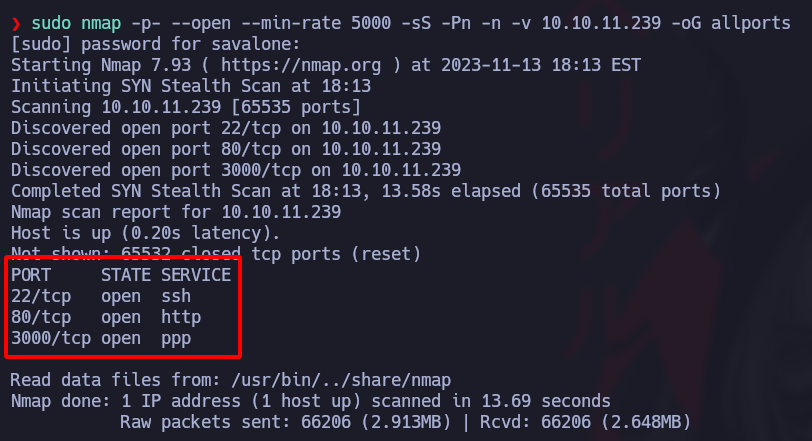 ❯ sudo nmap -p- --open --min-rate 5000 -sS -Pn -n -v 10.10.11.239 -oG allports
[sudo] password for savalone:
Starting Nmap 7.93 ( https://nmap.org ) at 2023-11-13 18:13 EST
Initiating SYN Stealth Scan at 18:13
Scanning 10.10.11.239 [65535 ports]
Discovered open port 22/tcp on 10.10.11.239
Discovered open port 80/tcp on 10.10.11.239
Discovered open port 3000/tcp on 10.10.11.239
Completed SYN Stealth Scan at 18:13, 13.58s elapsed (65535 total ports)
Nmap scan report for 10.10.11.239
Host is up (0.20s latency).
Not shown: 65532 closed tcp ports (reset)
PORT     STATE SERVICE
22/tcp   open  ssh
80/tcp   open  http
3000/tcp open  ppp
Read data files from: /usr/bin/../share/nmap
Nmap done: 1 IP address (1 host up) scanned in 13.69 seconds
Raw packets sent: 66206 (2.913MB) | Rcvd: 66206 (2.648MB)